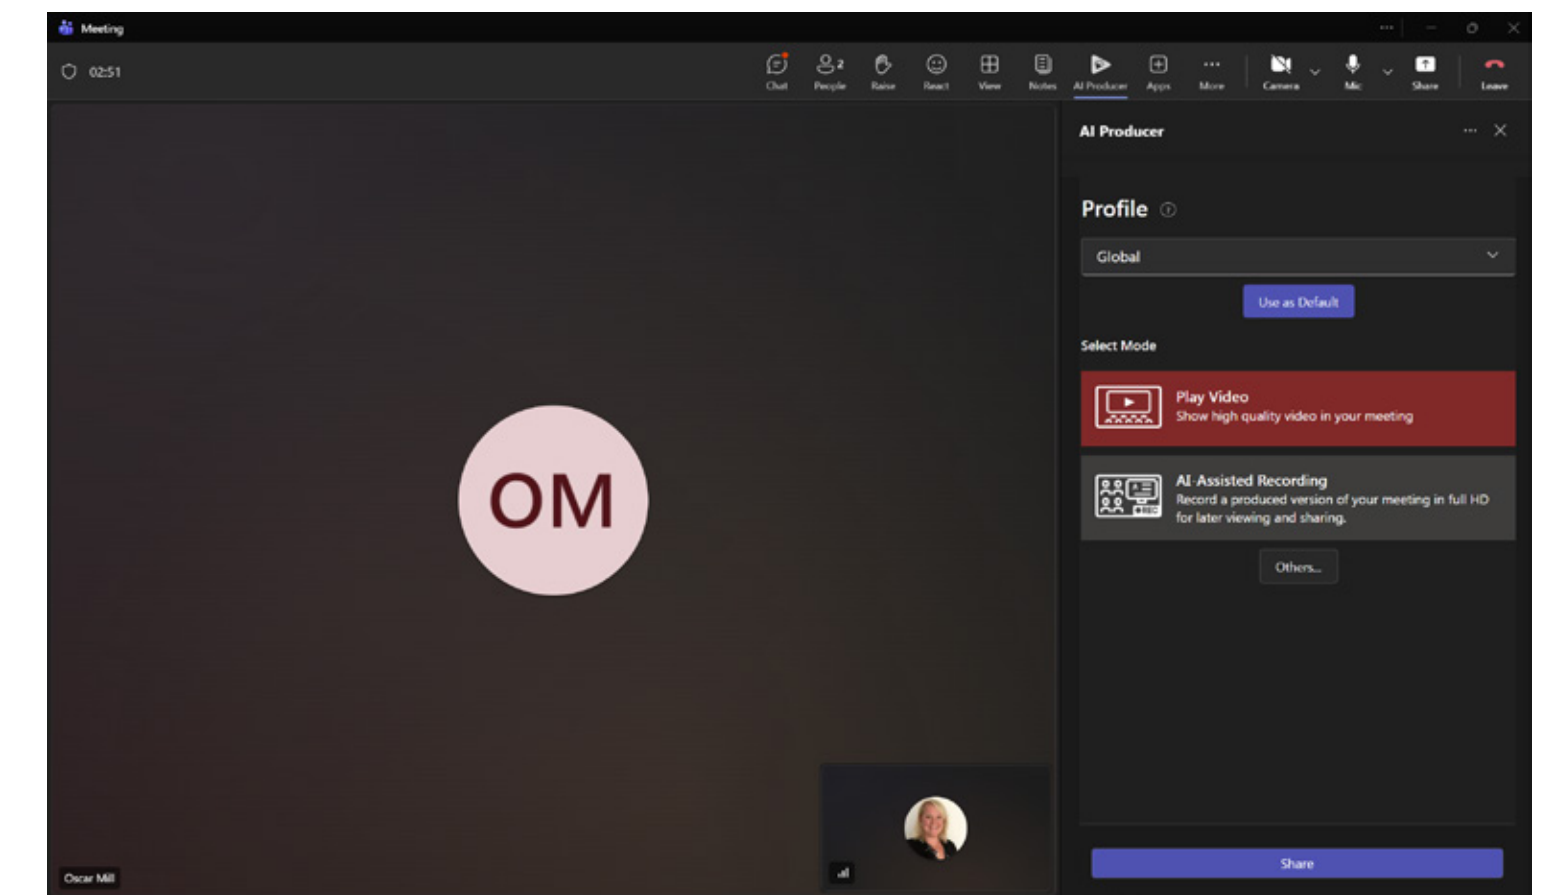 Meeting
02:51
Chat
2
People
Raise
React
View
Notes
AI Producer
Apps
More
Camera
Mic
Share
Leave
AI Producer
Profile
Global
Use as Default
Select Mode
Play Video
Show high quality video in your meeting
AI-Assisted Recording
Record a produced version of your meeting in full HD
for later viewing and sharing.
REC
Others...
Share
OM
Oscar Mill